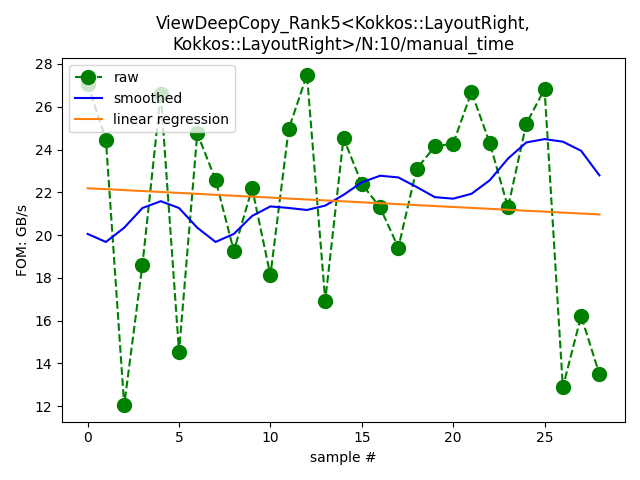 ViewDeepCopy_Rank5<Kokkos::LayoutRight,
Kokkos::LayoutRight>/N:10/manual_time
raw
smoothed
linear regression
FOM: GB/s
28
26
24
22
20
18
16
14
12
0 5 10 15 20 25
sample #